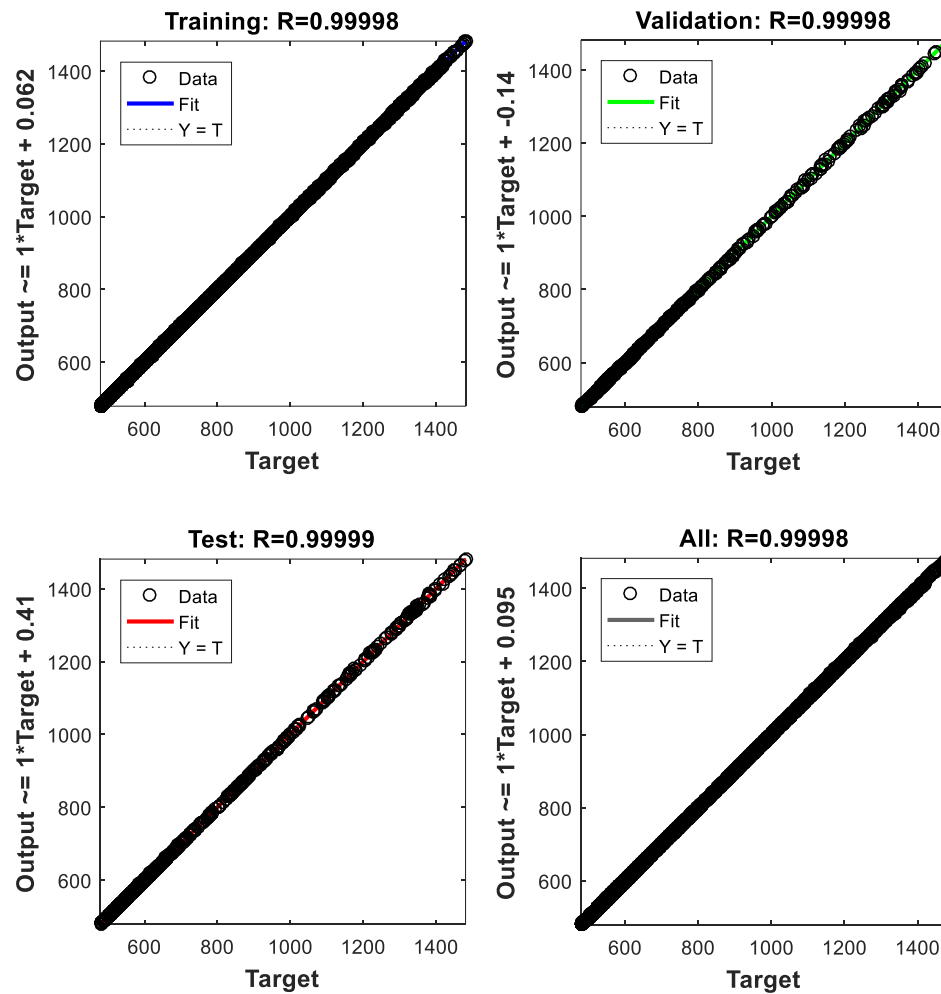 Training: R=0.99998
Output ~= 1*Target + 0.062
1400
1200
1000
800
600
Data
Fit
Y = T
600 800 1000 1200 1400
Target
Validation: R=0.99998
Output ~= 1*Target + -0.14
1400
1200
1000
800
600
Data
Fit
Y = T
600 800 1000 1200 1400
Target
Test: R=0.99999
Output ~= 1*Target + 0.41
1400
1200
1000
800
600
Data
Fit
Y = T
600 800 1000 1200 1400
Target
All: R=0.99998
Output ~= 1*Target + 0.095
1400
1200
1000
800
600
Data
Fit
Y = T
600 800 1000 1200 1400
Target